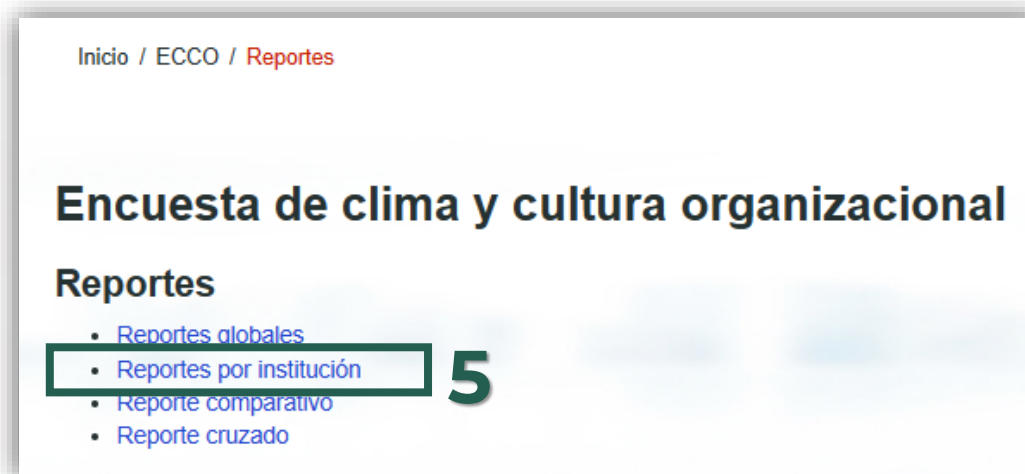 Inicio / ECCO / Reportes
Encuesta de clima y cultura organizacional
Reportes
• Reportes globales
• Reportes por institución
5
• Reporte comparativo
• Reporte cruzado